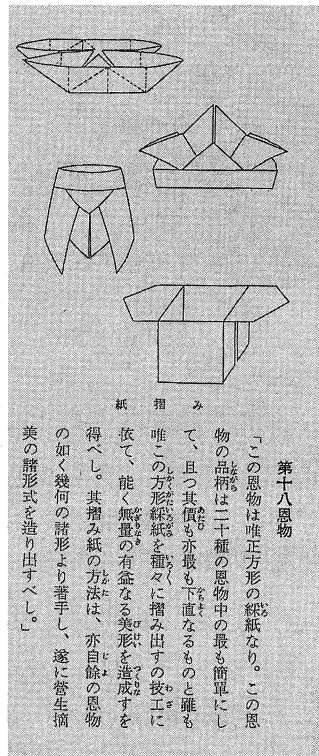 紙摺み
第十八恩物
「この恩物は唯正方形の綵紙なり。この恩
物の品柄は二十種の恩物中の最も簡單にし
て、且つ其價も亦最も下直なるものと雖も
唯この方形綵紙を種々に摺み出すの技工に
依て、能く無量の有益なる美形を造成すを
得べし。其摺み紙の方法は、亦自餘の恩物
の如く幾何の諸形より著手し、遂に營生摘
美の諸形式を造り出すべし。」